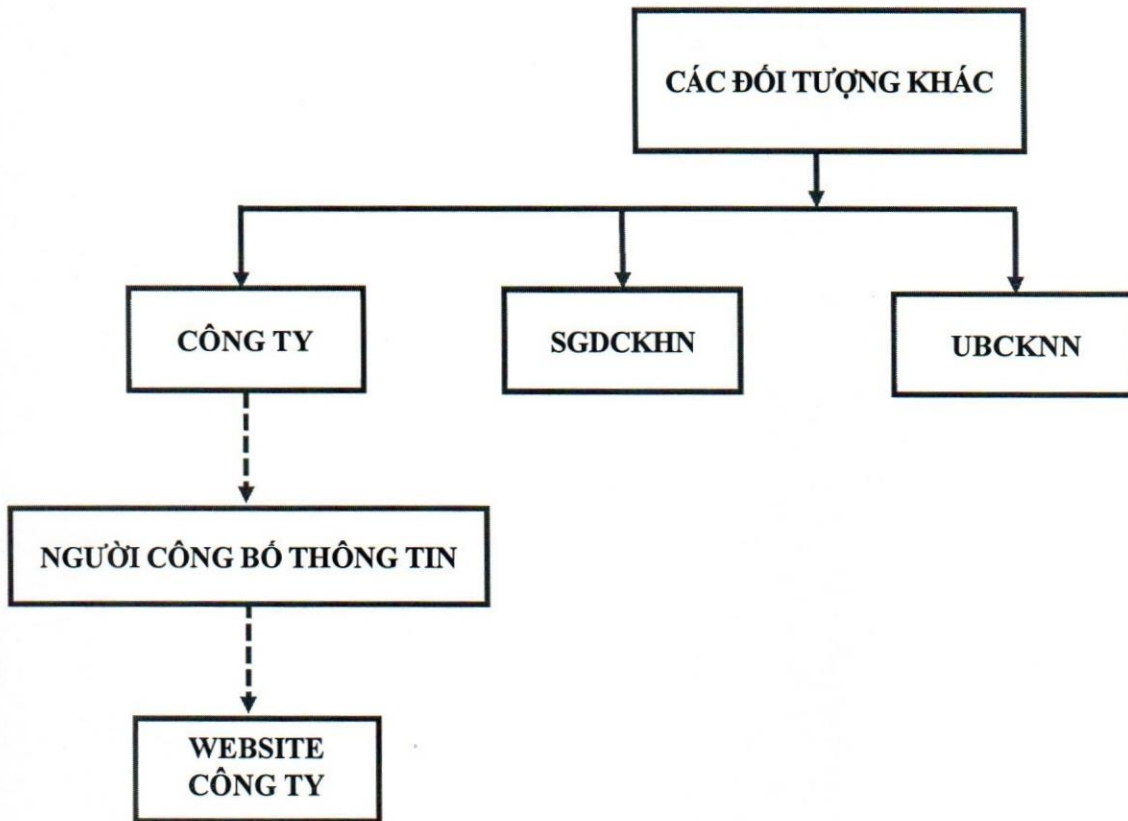 CÁC ĐỐI TƯỢNG KHÁC
CÔNG TY
SGDCKHN
UBCKNN
NGƯỜI CÔNG BỐ THÔNG TIN
WEBSITE
CÔNG TY